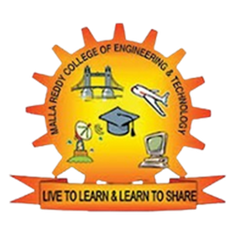 MALLA REDDY COLLEGE OF ENGINEERING & TECHNOLOGY
LIVE TO LEARN & LEARN TO SHARE